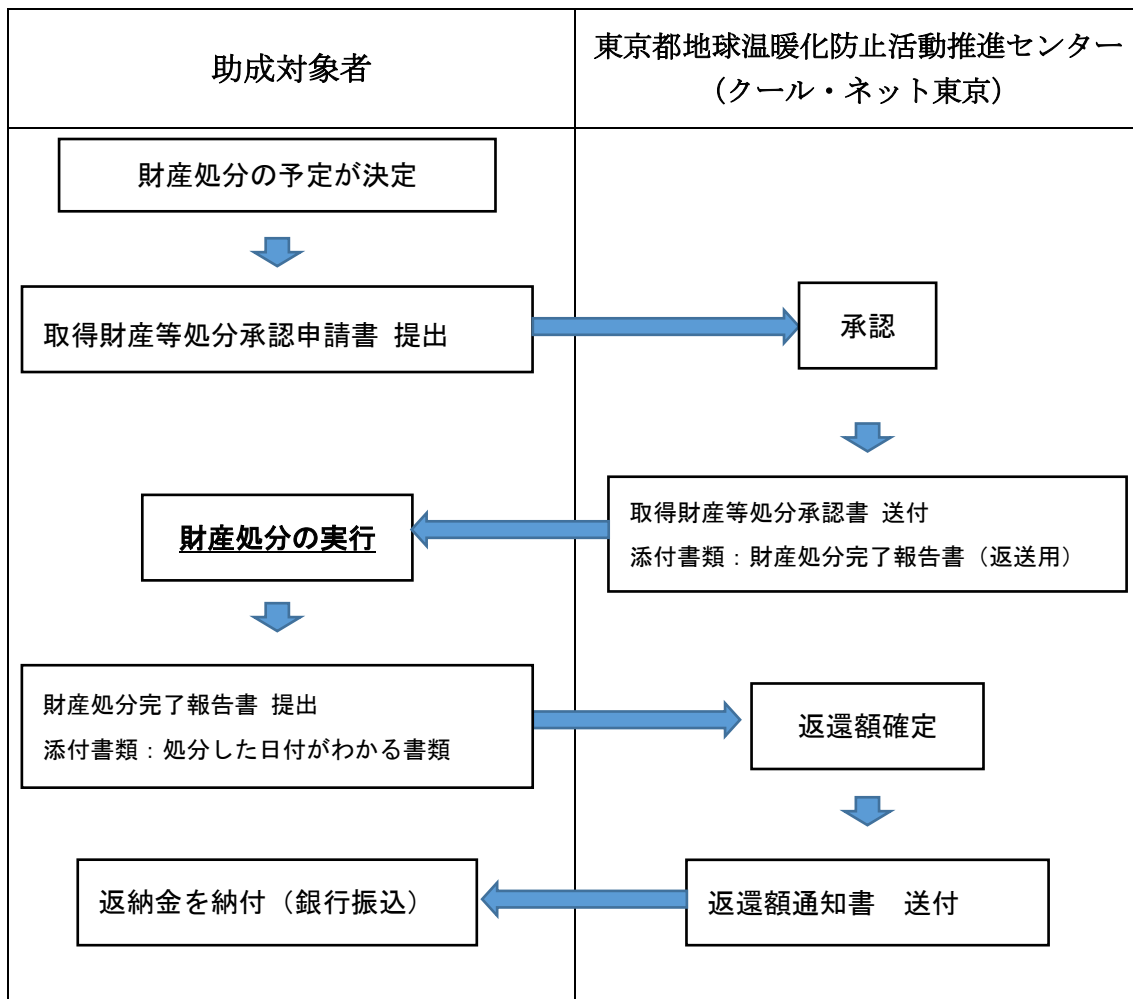 助成対象者
東京都地球温暖化防止活動推進センター
（クール・ネット東京）
財産処分の予定が決定
取得財産等処分承認申請書 提出
承認
取得財産等処分承認書 送付
添付書類：財産処分完了報告書（返送用）
財産処分の実行
財産処分完了報告書 提出
添付書類：処分した日付がわかる書類
返還額確定
返還額通知書　送付
返納金を納付（銀行振込）